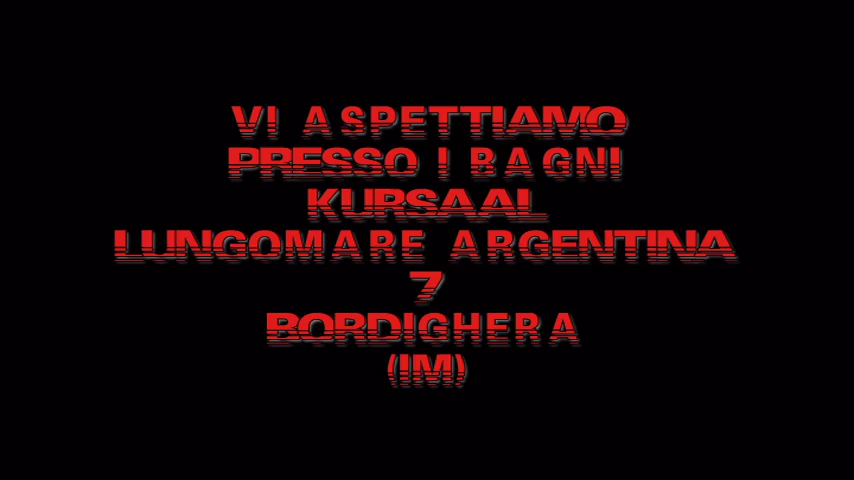 VI ASPETTIAMO
PRESSO I BAGNI
KURSAAL
LUNGOMARE ARGENTINA
7
BORDIGHERA
(IM)